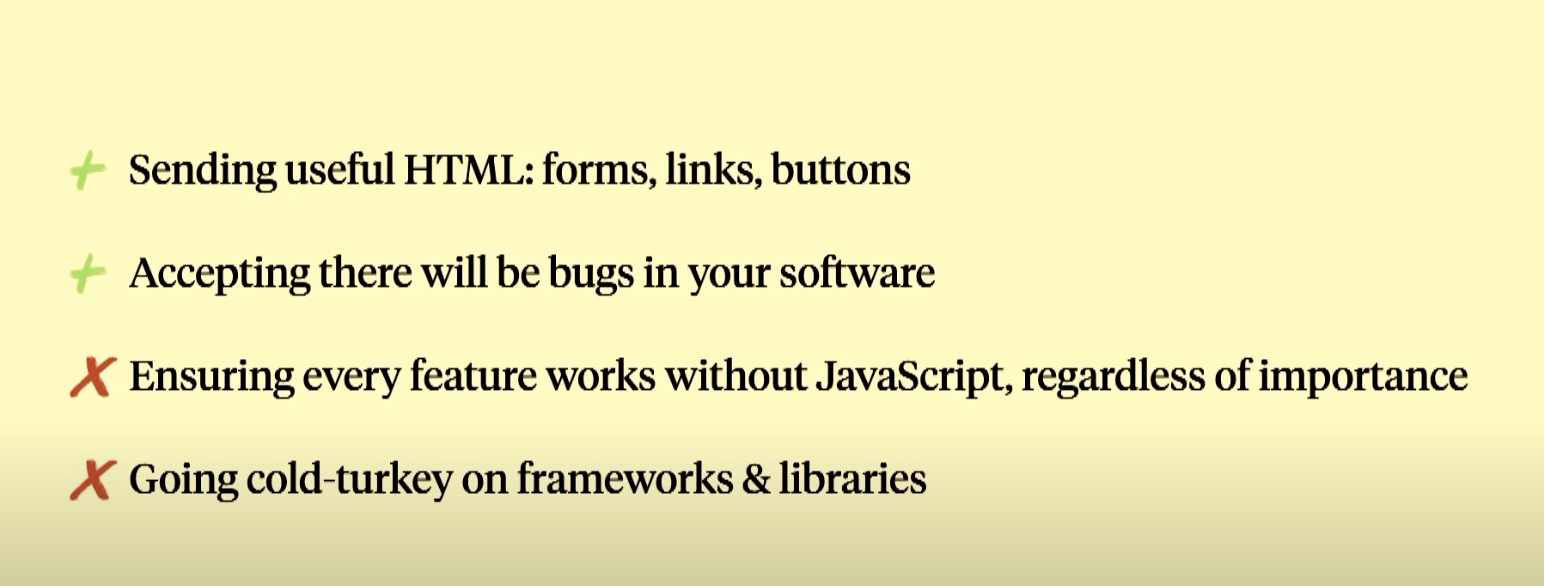 Sending useful HTML: forms, links, buttons
Accepting there will be bugs in your software
Ensuring every feature works without JavaScript, regardless of importance
Going cold-turkey on frameworks & libraries